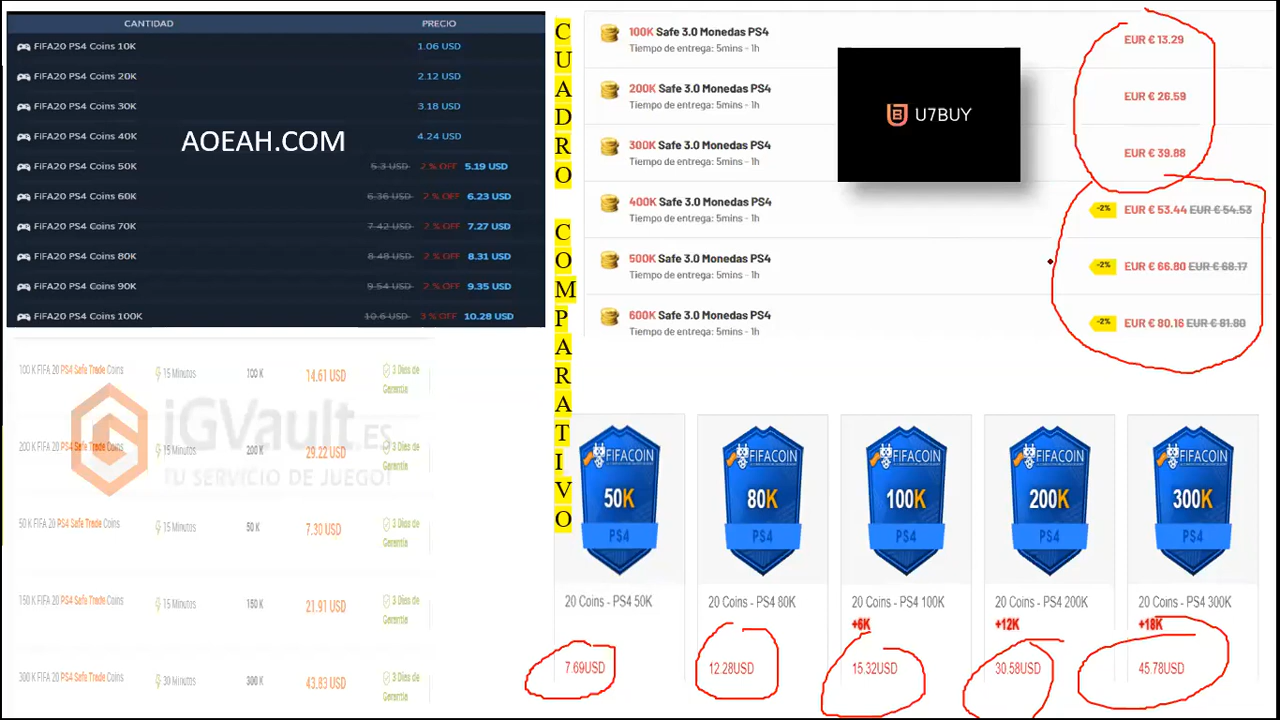 CANTIDAD PRECIO
FIFA20 PS4 Coins 10K 1.06 USD
FIFA20 PS4 Coins 20K 2.12 USD
FIFA20 PS4 Coins 30K 3.18 USD
FIFA20 PS4 Coins 40K 4.24 USD
AOEAH.COM
FIFA20 PS4 Coins 50K 5.3 USD 2 % OFF 5.19 USD
FIFA20 PS4 Coins 60K 6.36 USD 2 % OFF 6.23 USD
FIFA20 PS4 Coins 70K 7.42 USD 2 % OFF 7.27 USD
FIFA20 PS4 Coins 80K 8.48 USD 2 % OFF 8.31 USD
FIFA20 PS4 Coins 90K 9.54 USD 2 % OFF 9.35 USD
FIFA20 PS4 Coins 100K 10.6 USD 3 % OFF 10.28 USD
100 K FIFA 20 PS4 Safe Trade Coins 15 Minutos 100 K 14.61 USD 3 Días de
Garantía
iGVault.ES
TU SERVICIO DE JUEGO!
200 K FIFA 20 PS4 Safe Trade Coins 15 Minutos 200 K 29.22 USD 3 Días de
Garantía
50 K FIFA 20 PS4 Safe Trade Coins 15 Minutos 50 K 7.30 USD 3 Días de
Garantía
150 K FIFA 20 PS4 Safe Trade Coins 15 Minutos 150 K 21.91 USD 3 Días de
Garantía
300 K FIFA 20 PS4 Safe Trade Coins 30 Minutos 300 K 43.83 USD 3 Días de
Garantía
CUADRO COMPARATIVO
100K Safe 3.0 Monedas PS4 EUR € 13.29
Tiempo de entrega: 5mins - 1h
200K Safe 3.0 Monedas PS4 EUR € 26.59
Tiempo de entrega: 5mins - 1h
U7BUY
300K Safe 3.0 Monedas PS4 EUR € 39.88
Tiempo de entrega: 5mins - 1h
400K Safe 3.0 Monedas PS4 -2% EUR € 53.44 EUR € 54.53
Tiempo de entrega: 5mins - 1h
500K Safe 3.0 Monedas PS4 -2% EUR € 66.80 EUR € 68.17
Tiempo de entrega: 5mins - 1h
600K Safe 3.0 Monedas PS4 -2% EUR € 80.16 EUR € 81.80
Tiempo de entrega: 5mins - 1h
FIFACOIN FIFACOIN FIFACOIN FIFACOIN FIFACOIN
50K 80K 100K 200K 300K
PS4 PS4 PS4 PS4 PS4
20 Coins - PS4 50K 20 Coins - PS4 80K 20 Coins - PS4 100K 20 Coins - PS4 200K 20 Coins - PS4 300K
+6K +12K +18K
7.69USD 12.28USD 15.32USD 30.58USD 45.78USD